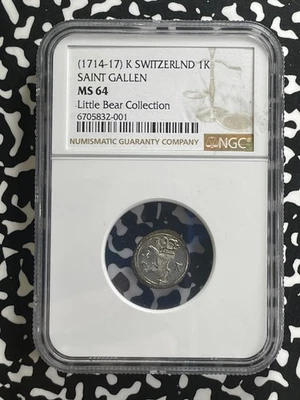 (1714-17) K SWITZERLND 1K
SAINT GALLEN
MS 64
Little Bear Collection
6705832-001
NUMISMATIC GUARANTY COMPANY
NGC